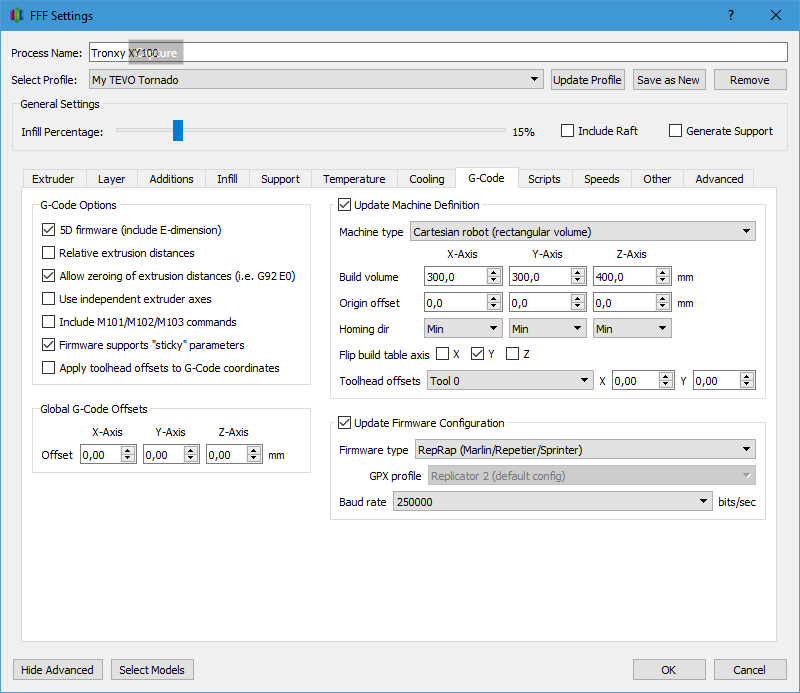 FFF Settings
Process Name: Tronxy XY100
Select Profile: My TEVO Tornado Update Profile Save as New Remove
General Settings
Infill Percentage: 15% Include Raft Generate Support
Extruder Layer Additions Infill Support Temperature Cooling G-Code Scripts Speeds Other Advanced
G-Code Options
5D firmware (include E-dimension)
Relative extrusion distances
Allow zeroing of extrusion distances (i.e. G92 E0)
Use independent extruder axes
Include M101/M102/M103 commands
Firmware supports "sticky" parameters
Apply toolhead offsets to G-Code coordinates
Global G-Code Offsets
X-Axis Y-Axis Z-Axis
Offset 0,00 0,00 0,00 mm
Update Machine Definition
Machine type Cartesian robot (rectangular volume)
X-Axis Y-Axis Z-Axis
Build volume 300,0 300,0 400,0 mm
Origin offset 0,0 0,0 0,0 mm
Homing dir Min Min Min
Flip build table axis X Y Z
Toolhead offsets Tool 0 X 0,00 Y 0,00
Update Firmware Configuration
Firmware type RepRap (Marlin/Repetier/Sprinter)
GPX profile Replicator 2 (default config)
Baud rate 250000 bits/sec
Hide Advanced Select Models OK Cancel